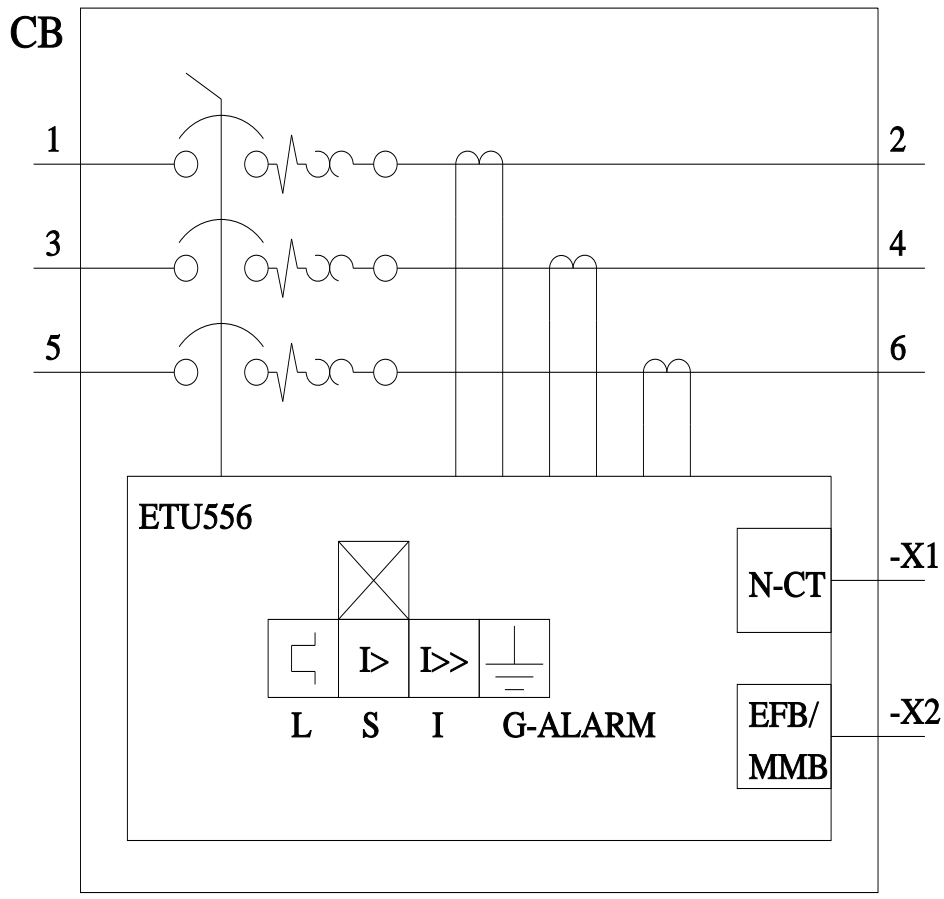 CB
1 2
3 4
5 6
ETU556
-X1
N-CT
I> I>>
L S I G-ALARM
EFB/
-X2
MMB